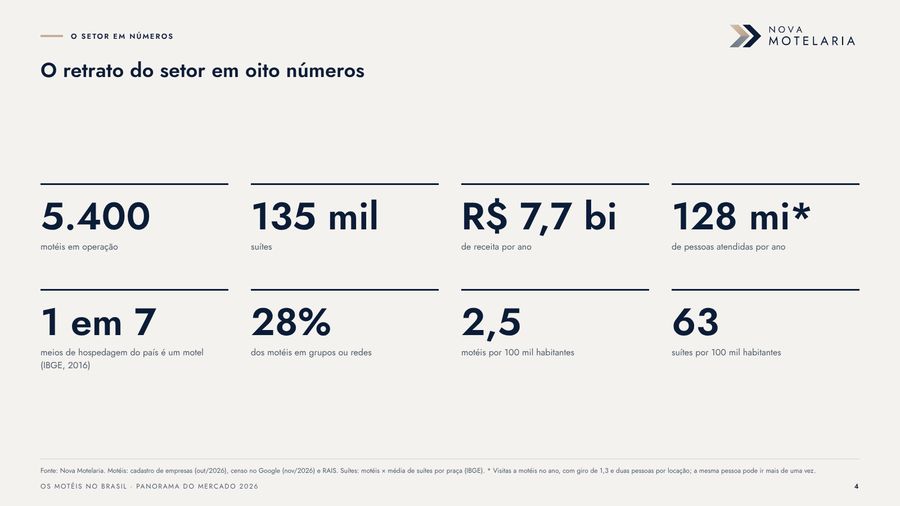 O SETOR EM NÚMEROS
NOVA
MOTELARIA
O retrato do setor em oito números
5.400
motéis em operação
135 mil
suítes
R$ 7,7 bi
de receita por ano
128 mi*
de pessoas atendidas por ano
1 em 7
meios de hospedagem do país é um motel
(IBGE, 2016)
28%
dos motéis em grupos ou redes
2,5
motéis por 100 mil habitantes
63
suítes por 100 mil habitantes
Fonte: Nova Motelaria. Motéis: cadastro de empresas (out/2026), censo no Google (nov/2026) e RAIS. Suítes: motéis × média de suítes por praça (IBGE). * Visitas a motéis no ano, com giro de 1,3 e duas pessoas por locação; a mesma pessoa pode ir mais de uma vez.
OS MOTÉIS NO BRASIL · PANORAMA DO MERCADO 2026
4